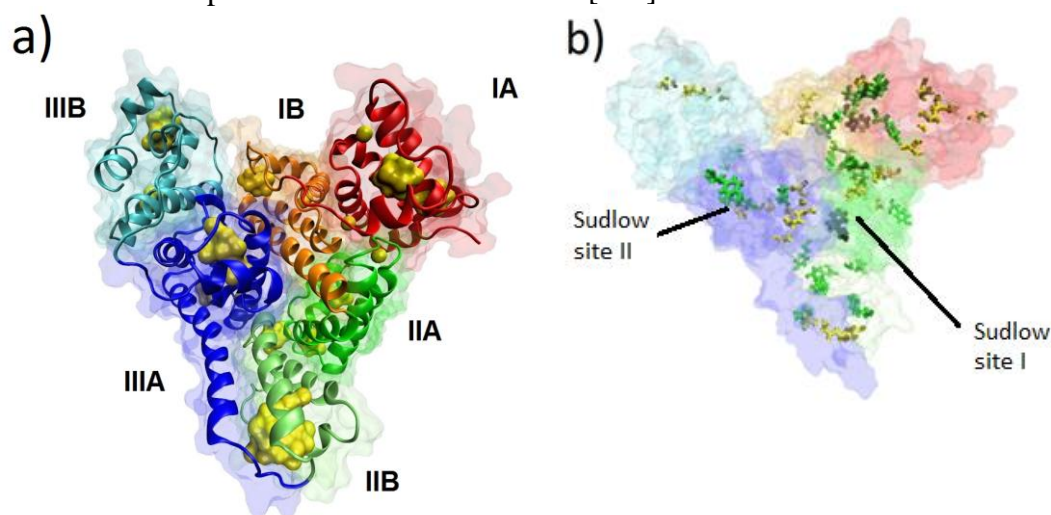 a)
b)
IIIB
IB
IA
IIA
IIIA
IIB
Sudlow
site II
Sudlow
site I